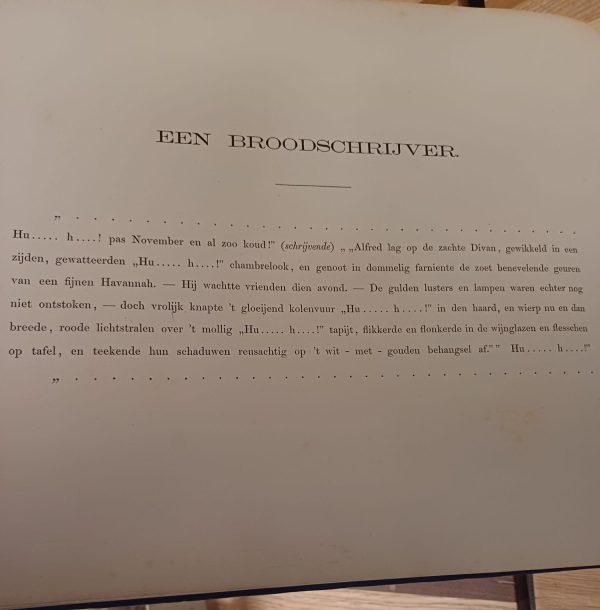 EEN BROODSCHRIJVER.
„ . . . . . . . . . . . . . . . . . . . . . . . . . . .
Hu..... h....! pas November en al zoo koud!" (schrijvende) „ „Alfred lag op de zachte Divan, gewikkeld in een
zijden, gewatteerden „Hu..... h....!" chambrelook, en genoot in dommelig farniente de zoet benevelende geuren
van een fijnen Havannah. — Hij wachtte vrienden dien avond. — De gulden lusters en lampen waren echter nog
niet ontstoken, — doch vrolijk knapte 't gloeijend kolenvuur „Hu..... h....!" in den haard, en wierp nu en dan
breede, roode lichtstralen over 't mollig „Hu..... h....!" tapijt, flikkerde en flonkerde in de wijnglazen en flesschen
op tafel, en teekende hun schaduwen reusachtig op 't wit-met-gouden behangsel af."" Hu..... h....!"
„ . . . . . . . . . . . . . . . . . . . . . . . . . . .